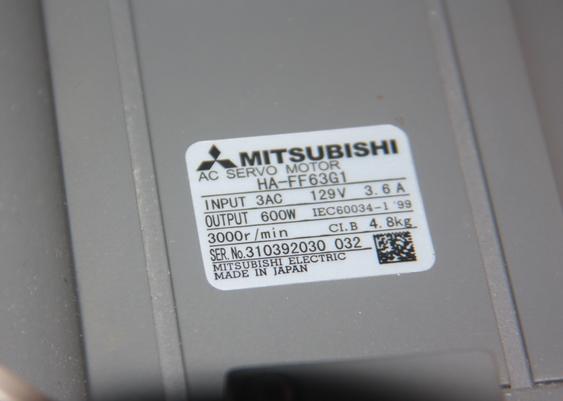 MITSUBISHI
AC SERVO MOTOR
HA-FF63G1
INPUT 3AC 129V 3.6A
OUTPUT 600W IEC60034-1 '99
3000r/min CI.B 4.8kg
SER.No.310392030 032
MITSUBISHI ELECTRIC
MADE IN JAPAN